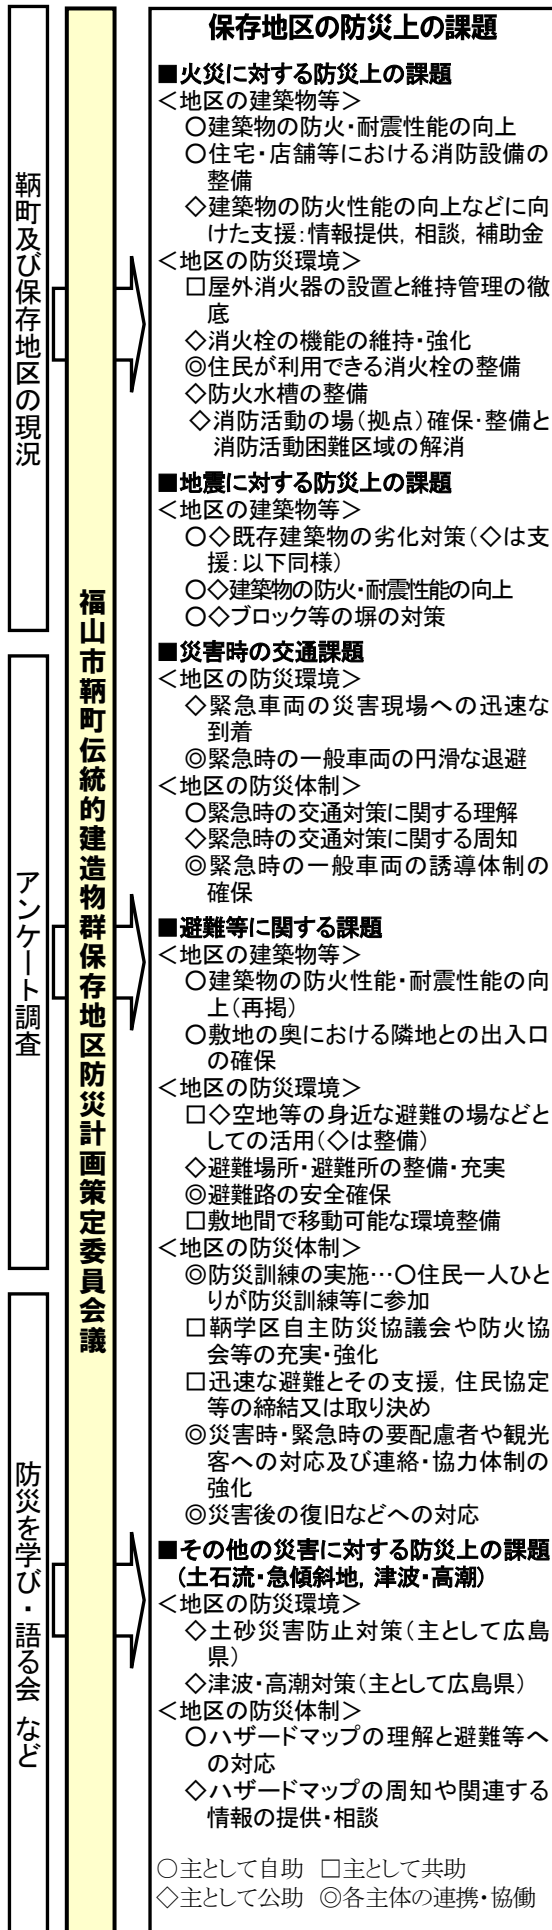 鞆町及び保存地区の現況
アンケート調査
防災を学び・語る会 など
福山市鞆町伝統的建造物群保存地区防災計画策定委員会議
保存地区の防災上の課題
■火災に対する防災上の課題
＜地区の建築物等＞
○建築物の防火・耐震性能の向上
○住宅・店舗等における消防設備の
整備
◇建築物の防火性能の向上などに向
けた支援：情報提供，相談，補助金
＜地区の防災環境＞
□屋外消火器の設置と維持管理の徹
底
◇消火栓の機能の維持・強化
◎住民が利用できる消火栓の整備
◇防火水槽の整備
◇消防活動の場（拠点）確保・整備と
消防活動困難区域の解消
■地震に対する防災上の課題
＜地区の建築物等＞
○◇既存建築物の劣化対策（◇は支
援：以下同様）
○◇建築物の防火・耐震性能の向上
○◇ブロック等の塀の対策
■災害時の交通課題
＜地区の防災環境＞
◇緊急車両の災害現場への迅速な
到着
◎緊急時の一般車両の円滑な退避
＜地区の防災体制＞
○緊急時の交通対策に関する理解
◇緊急時の交通対策に関する周知
◎緊急時の一般車両の誘導体制の
確保
■避難等に関する課題
＜地区の建築物等＞
○建築物の防火性能・耐震性能の向
上（再掲）
○敷地の奥における隣地との出入口
の確保
＜地区の防災環境＞
□◇空地等の身近な避難の場などと
しての活用（◇は整備）
◇避難場所・避難所の整備・充実
◎避難路の安全確保
□敷地間で移動可能な環境整備
＜地区の防災体制＞
◎防災訓練の実施…○住民一人ひと
りが防災訓練等に参加
□鞆学区自主防災協議会や防火協
会等の充実・強化
□迅速な避難とその支援，住民協定
等の締結又は取り決め
◎災害時・緊急時の要配慮者や観光
客への対応及び連絡・協力体制の
強化
◎災害後の復旧などへの対応
■その他の災害に対する防災上の課題
（土石流・急傾斜地，津波・高潮）
＜地区の防災環境＞
◇土砂災害防止対策（主として広島
県）
◇津波・高潮対策（主として広島県）
＜地区の防災体制＞
○ハザードマップの理解と避難等へ
の対応
◇ハザードマップの周知や関連する
情報の提供・相談
○主として自助 □主として共助
◇主として公助 ◎各主体の連携・協働